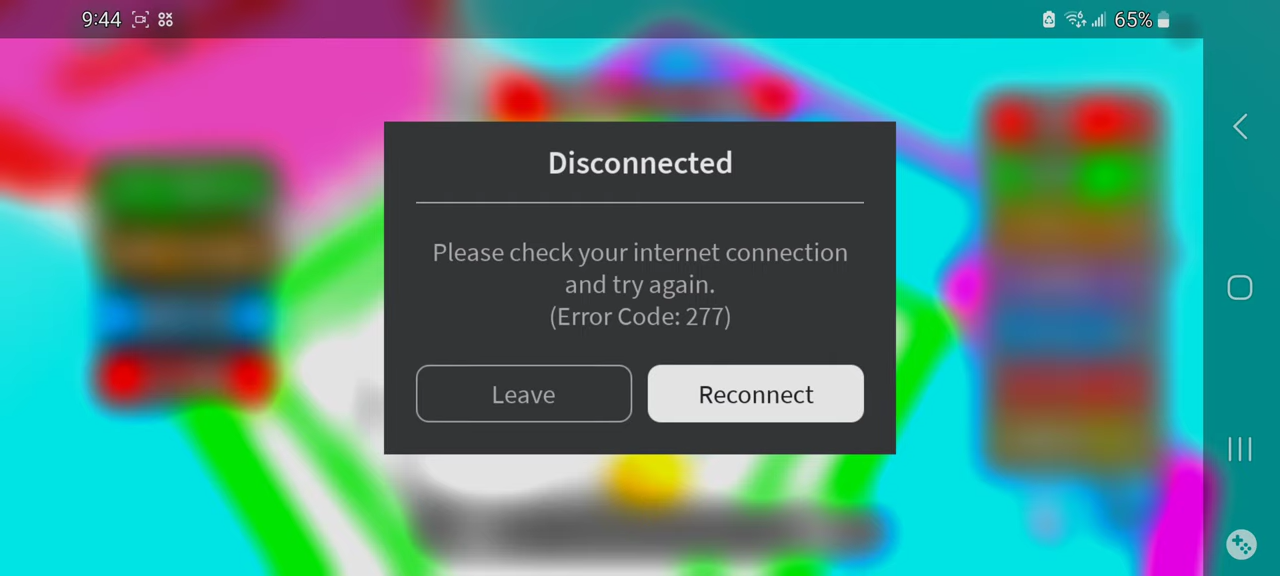 9:44
65%
Disconnected
Please check your internet connection
and try again.
(Error Code: 277)
Leave
Reconnect